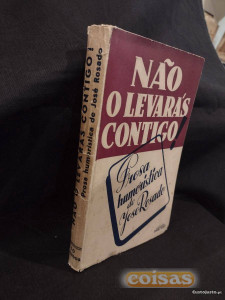 NÃO O LEVARÁS CONTIGO!
Prosa humorística de José Rosado
NÃO
O LEVARÁS
CONTIGO
Prosa
humorística
de
José Rosado
coisas